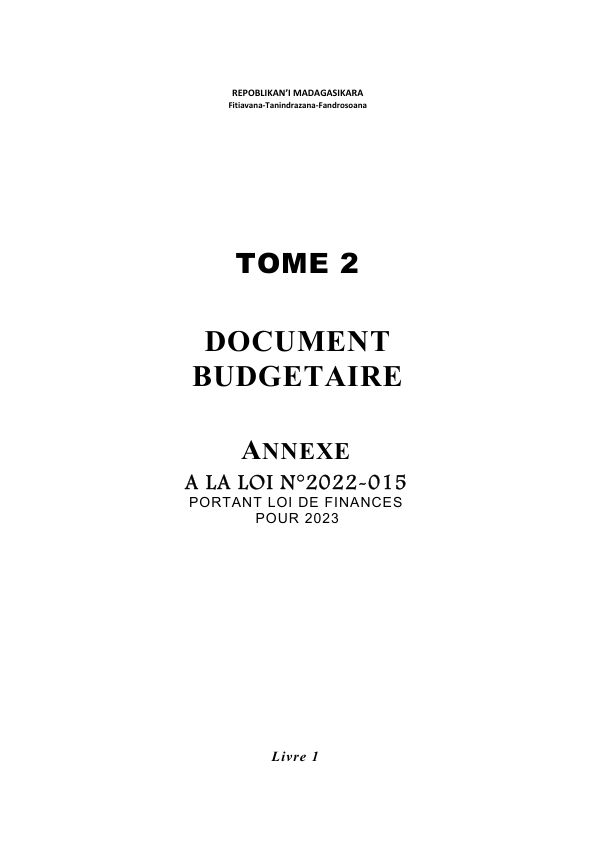 REPOBLIKAN'I MADAGASIKARA
Fitiavana-Tanindrazana-Fandrosoana
TOME 2
DOCUMENT
BUDGETAIRE
ANNEXE
A LA LOI N°2022-015
PORTANT LOI DE FINANCES
POUR 2023
Livre 1